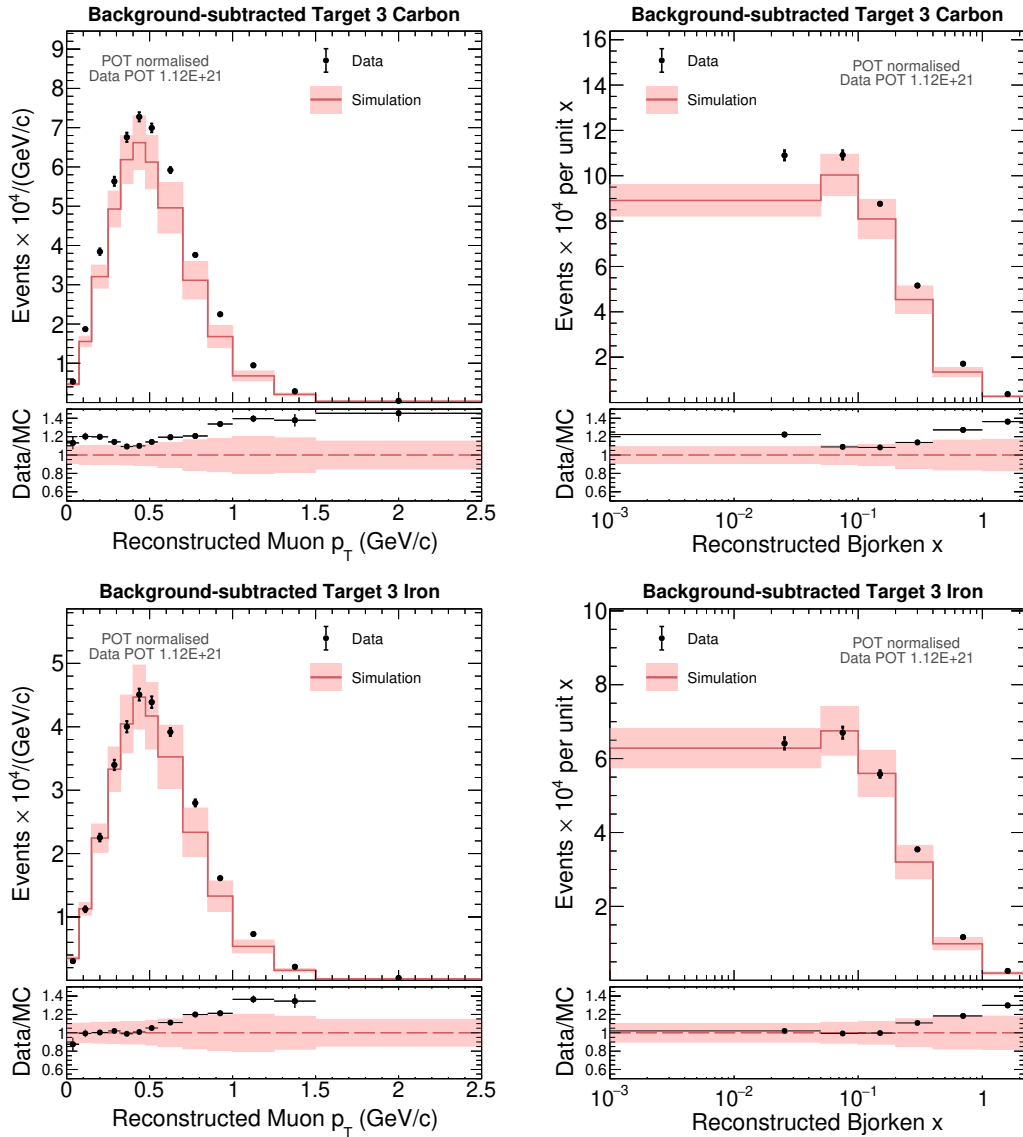 Background-subtracted Target 3 Carbon
POT normalised
Data POT 1.12E+21
Data
Simulation
Events × 10⁴/(GeV/c)
9
8
7
6
5
4
3
2
1
Data/MC
1.4
1.2
1
0.8
0.6
0 0.5 1 1.5 2 2.5
Reconstructed Muon p_T (GeV/c)
Background-subtracted Target 3 Carbon
POT normalised
Data POT 1.12E+21
Data
Simulation
Events × 10⁴ per unit x
16
14
12
10
8
6
4
2
Data/MC
1.4
1.2
1
0.8
0.6
10⁻³ 10⁻² 10⁻¹ 1
Reconstructed Bjorken x
Background-subtracted Target 3 Iron
POT normalised
Data POT 1.12E+21
Data
Simulation
Events × 10⁴/(GeV/c)
5
4
3
2
1
Data/MC
1.4
1.2
1
0.8
0.6
0 0.5 1 1.5 2 2.5
Reconstructed Muon p_T (GeV/c)
Background-subtracted Target 3 Iron
POT normalised
Data POT 1.12E+21
Data
Simulation
Events × 10⁴ per unit x
10
8
6
4
2
Data/MC
1.4
1.2
1
0.8
0.6
10⁻³ 10⁻² 10⁻¹ 1
Reconstructed Bjorken x